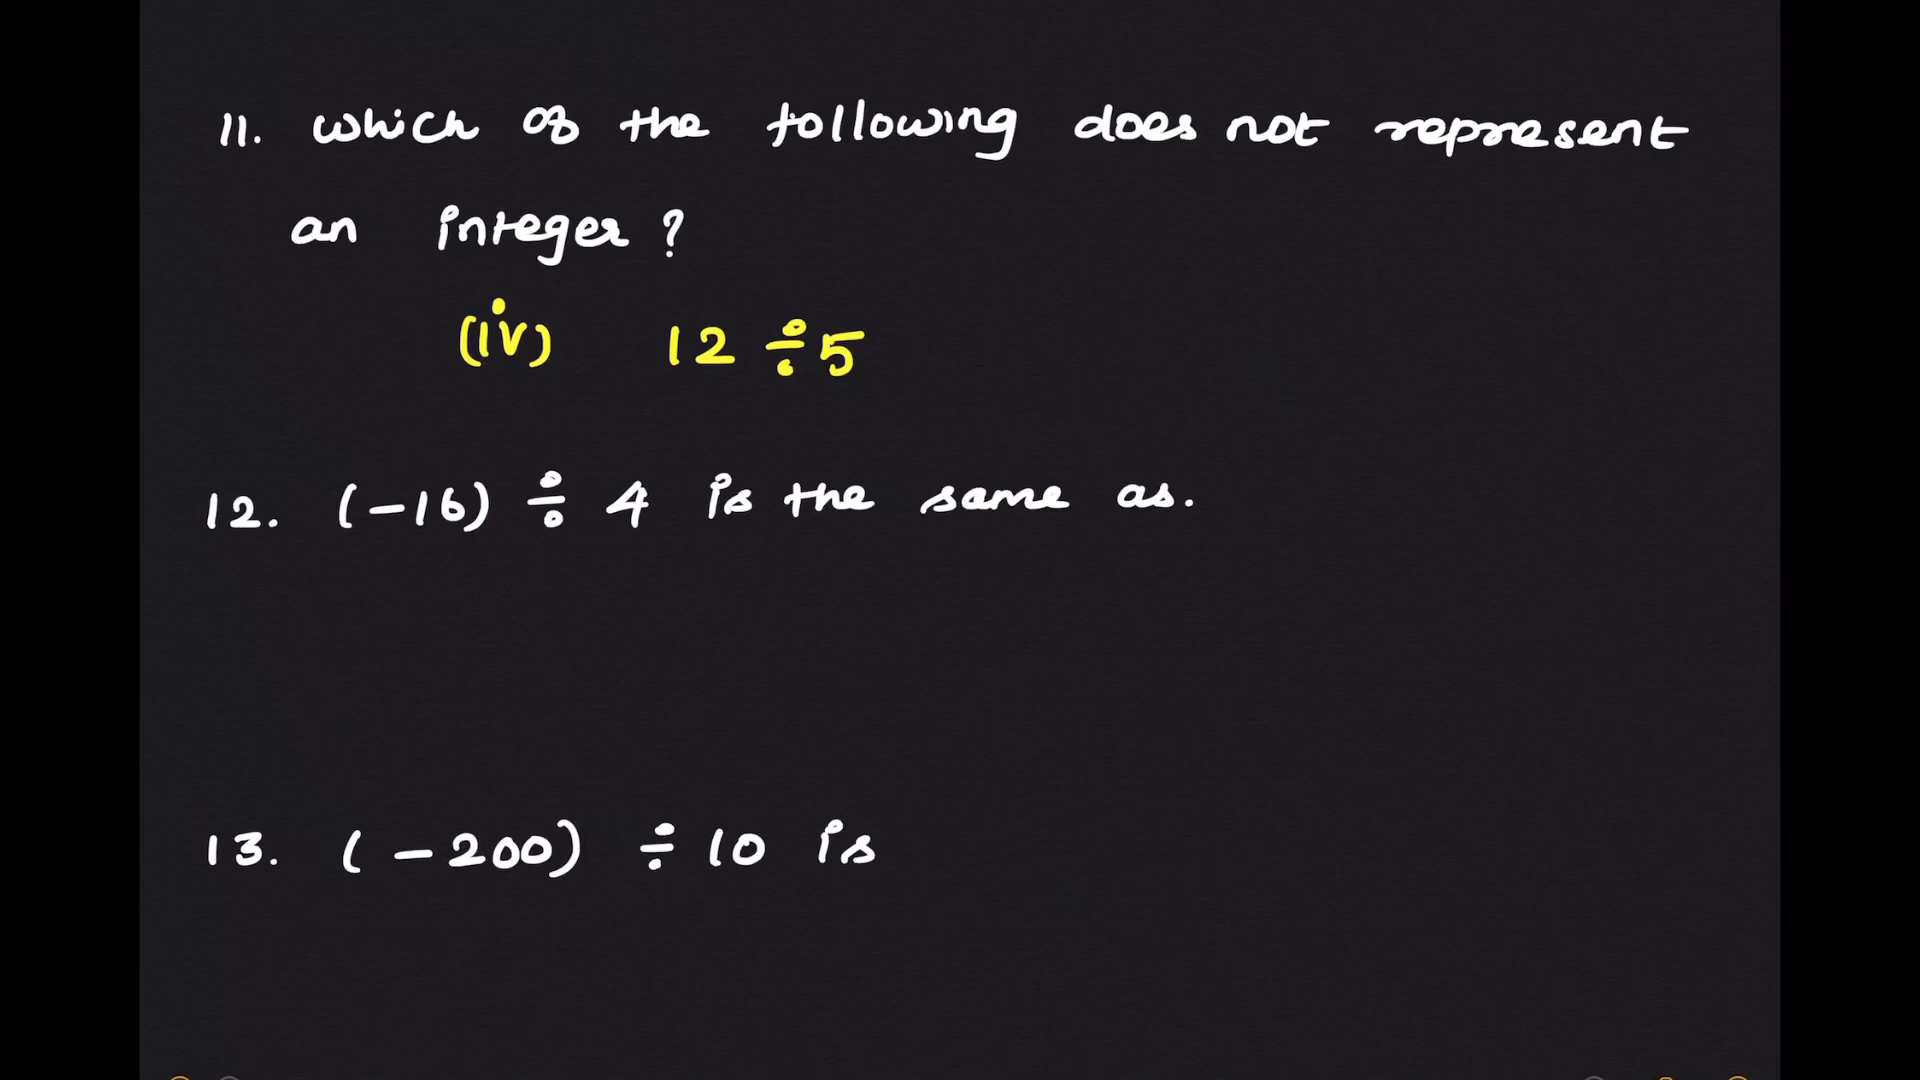 11. which of the following does not represent
an integer ?
(iv) 12 ÷ 5
12. (-16) ÷ 4 is the same as.
13. (-200) ÷ 10 is